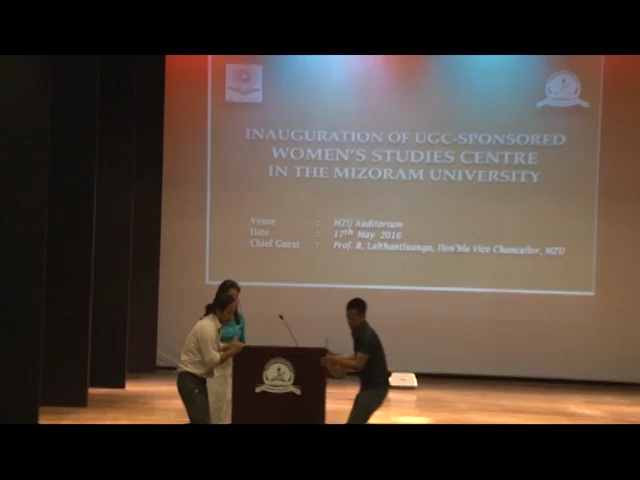 INAUGURATION OF UGC-SPONSORED
WOMEN'S STUDIES CENTRE
IN THE MIZORAM UNIVERSITY
Venue : MZU Auditorium
Date : 17th May 2016
Chief Guest : Prof. R. Lalthantluanga, Hon'ble Vice Chancellor, MZU